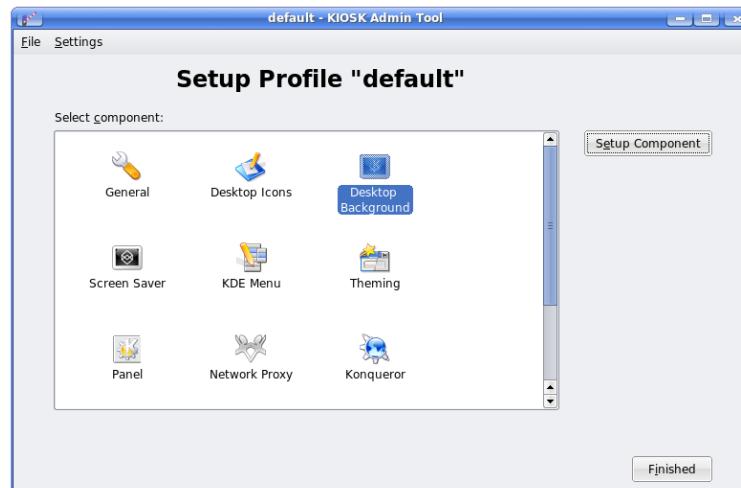 default - KIOSK Admin Tool
File Settings
Setup Profile "default"
Select component:
Setup Component
General Desktop Icons Desktop
Background
Screen Saver KDE Menu Theming
Panel Network Proxy Konqueror
Finished